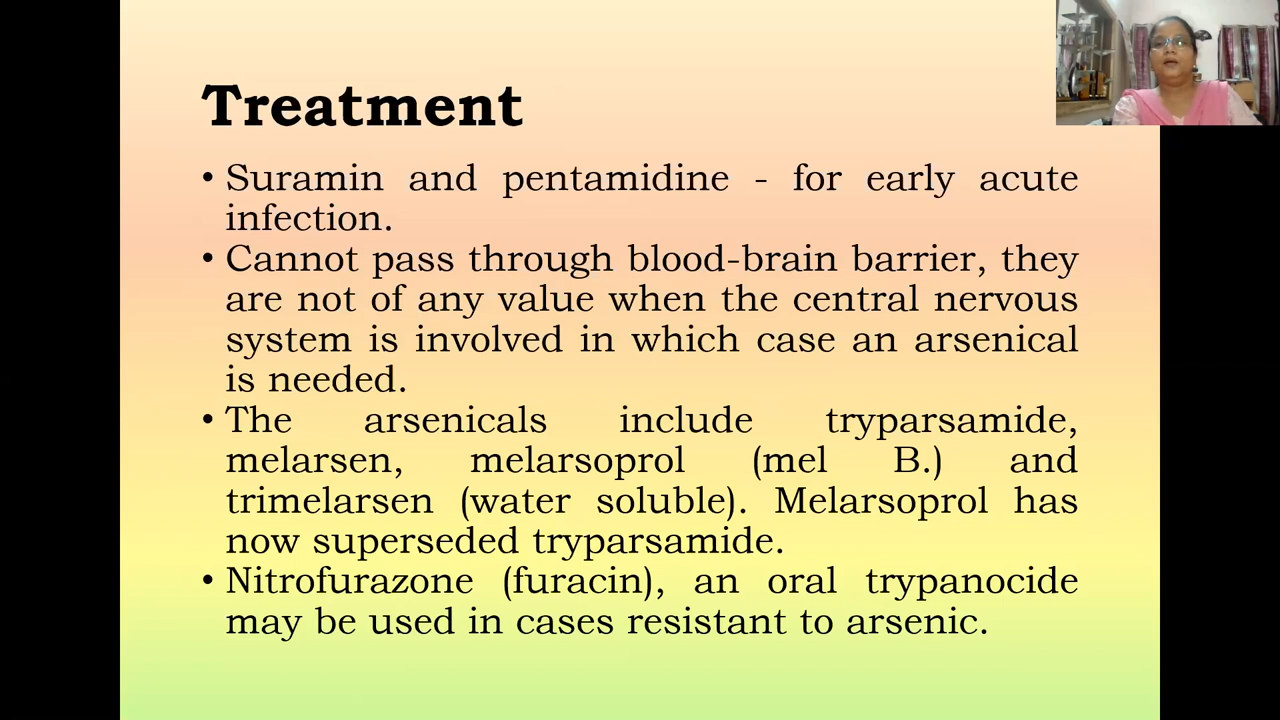 Treatment
• Suramin and pentamidine - for early acute
infection.
• Cannot pass through blood-brain barrier, they
are not of any value when the central nervous
system is involved in which case an arsenical
is needed.
• The arsenicals include tryparsamide,
melarsen, melarsoprol (mel B.) and
trimelarsen (water soluble). Melarsoprol has
now superseded tryparsamide.
• Nitrofurazone (furacin), an oral trypanocide
may be used in cases resistant to arsenic.